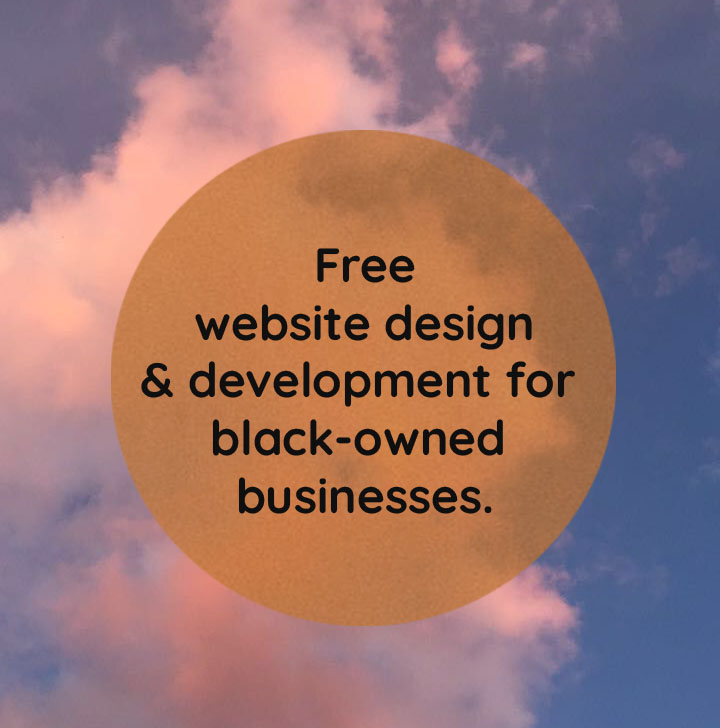 Free
website design
& development for
black-owned
businesses.